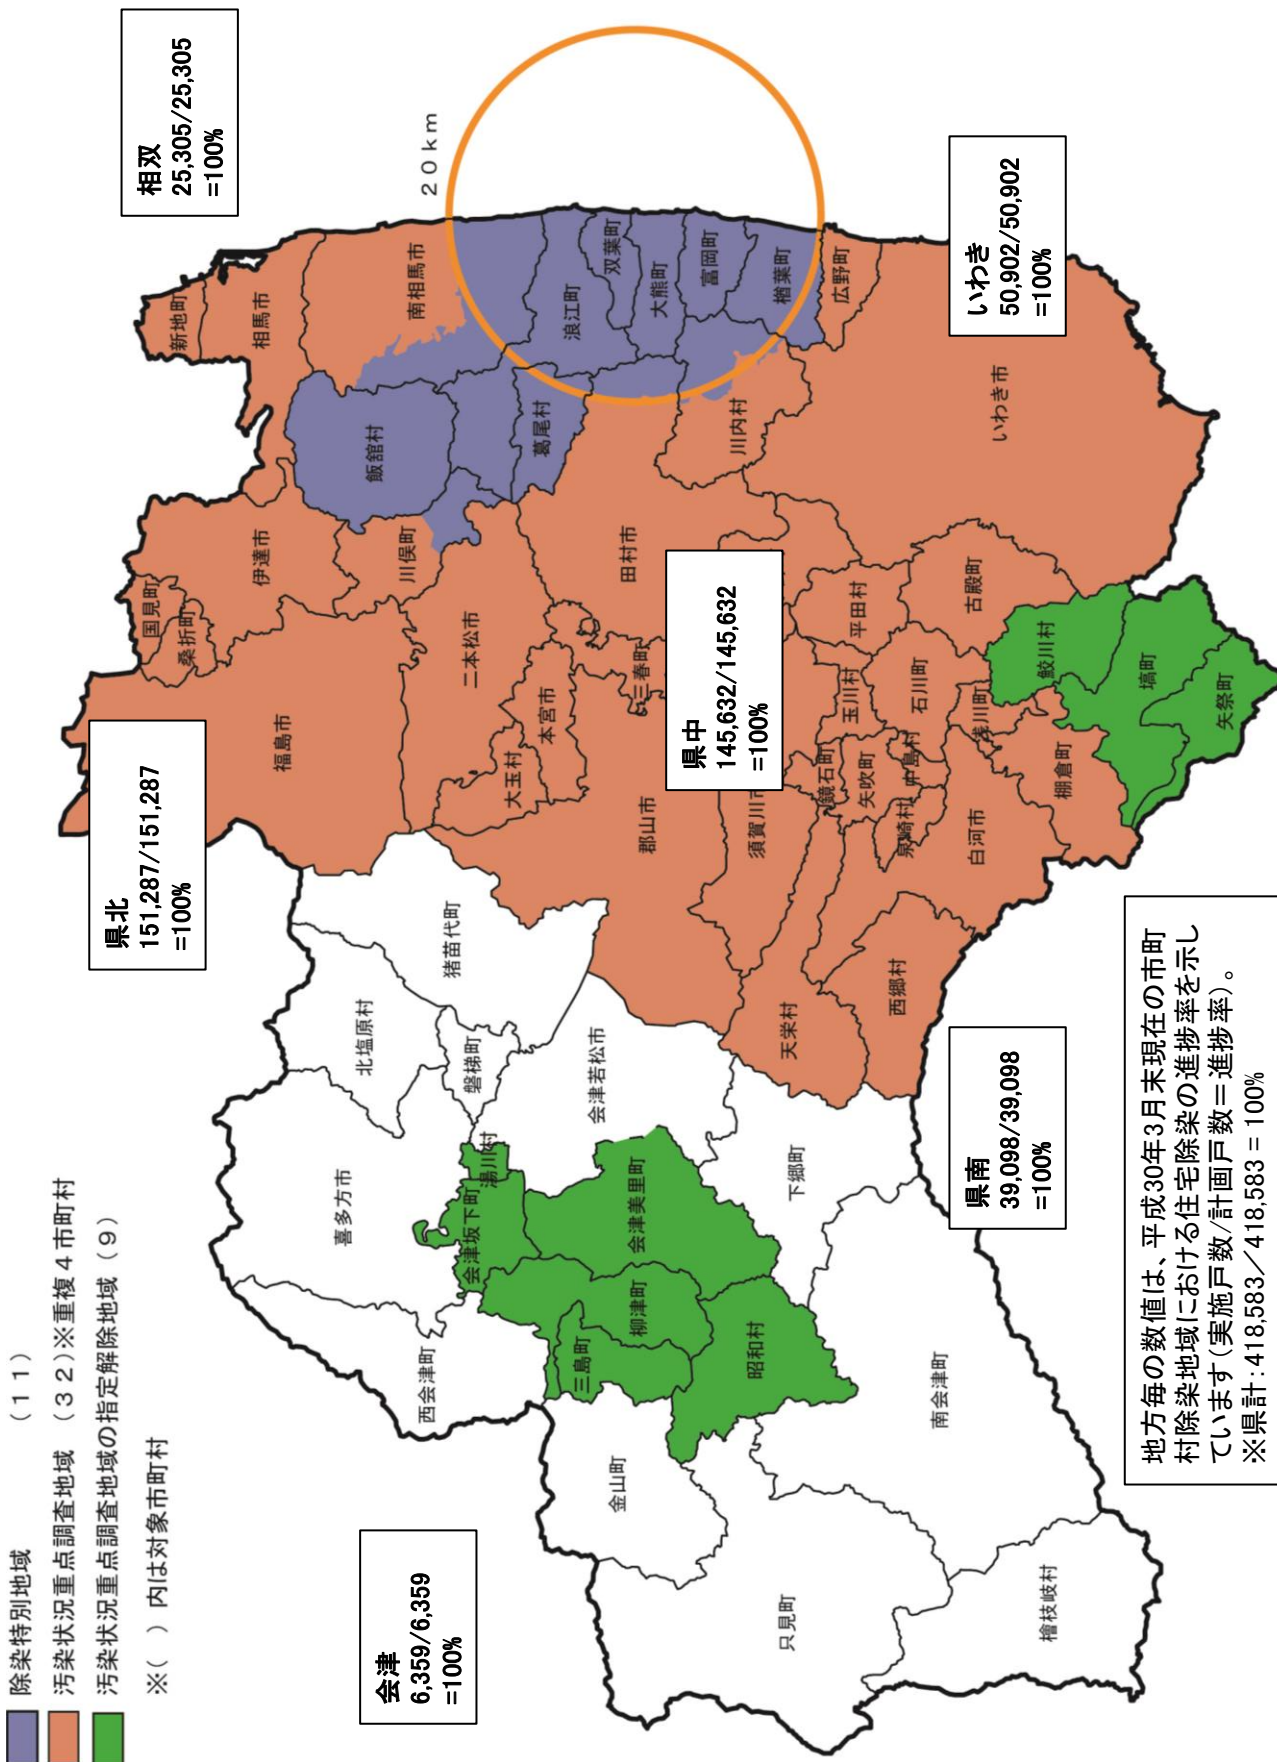 除染特別地域 (11)
汚染状況重点調査地域 (32)※重複4市町村
汚染状況重点調査地域の指定解除地域 (9)
※( ) 内は対象市町村
会津
6,359/6,359
=100%
県北
151,287/151,287
=100%
相双
25,305/25,305
=100%
県中
145,632/145,632
=100%
県南
39,098/39,098
=100%
いわき
50,902/50,902
=100%
20km
新地町
相馬市
南相馬市
飯舘村
浪江町
双葉町
大熊町
富岡町
楢葉町
広野町
葛尾村
川内村
いわき市
国見町
桑折町
伊達市
川俣町
福島市
二本松市
大玉村
本宮市
田村市
三春町
郡山市
須賀川市
平田村
古殿町
玉川村
石川町
鏡石町
矢吹町
中島村
泉崎村
浅川町
棚倉町
白河市
西郷村
天栄村
鮫川村
塙町
矢祭町
猪苗代町
北塩原村
磐梯町
会津若松市
喜多方市
湯川村
会津坂下町
会津美里町
下郷町
西会津町
柳津町
三島町
昭和村
金山町
南会津町
只見町
檜枝岐村
地方毎の数値は、平成30年3月末現在の市町
村除染地域における住宅除染の進捗率を示し
ています(実施戸数/計画戸数=進捗率)。
※県計:418,583/418,583 = 100%